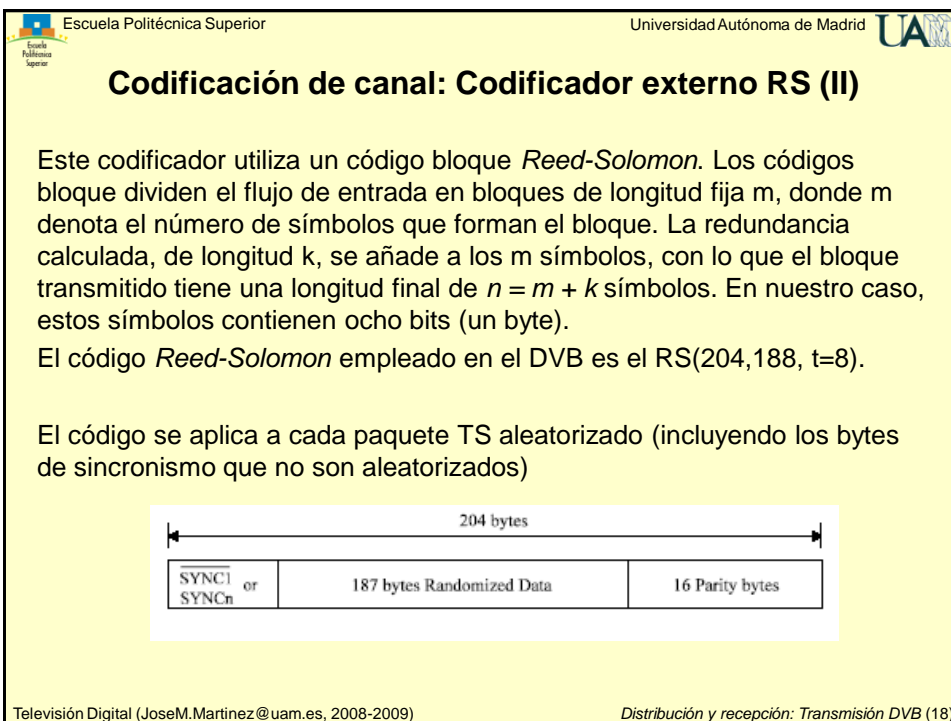 Escuela Politécnica Superior
Universidad Autónoma de Madrid
UAM
Escuela
Politécnica
Superior
Codificación de canal: Codificador externo RS (II)
Este codificador utiliza un código bloque Reed-Solomon. Los códigos
bloque dividen el flujo de entrada en bloques de longitud fija m, donde m
denota el número de símbolos que forman el bloque. La redundancia
calculada, de longitud k, se añade a los m símbolos, con lo que el bloque
transmitido tiene una longitud final de n = m + k símbolos. En nuestro caso,
estos símbolos contienen ocho bits (un byte).
El código Reed-Solomon empleado en el DVB es el RS(204,188, t=8).
El código se aplica a cada paquete TS aleatorizado (incluyendo los bytes
de sincronismo que no son aleatorizados)
204 bytes
SYNC1 or
SYNCn
187 bytes Randomized Data
16 Parity bytes
Televisión Digital (JoseM.Martinez@uam.es, 2008-2009)
Distribución y recepción: Transmisión DVB (18)